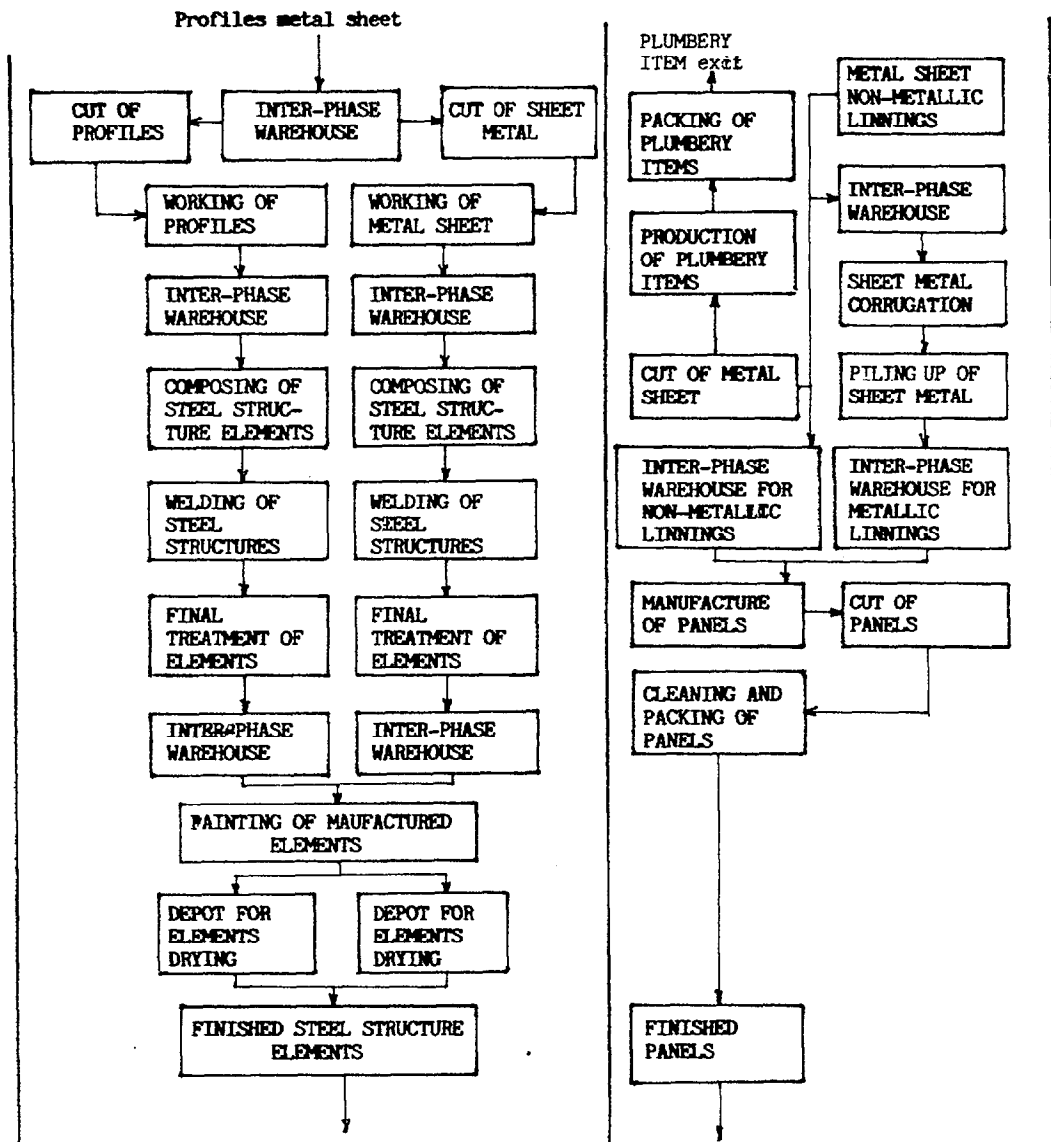 Profiles metal sheet
CUT OF
PROFILES
INTER-PHASE
WAREHOUSE
CUT OF SHEET
METAL
WORKING OF
PROFILES
WORKING OF
METAL SHEET
INTER-PHASE
WAREHOUSE
INTER-PHASE
WAREHOUSE
COMPOSING OF
STEEL STRUC-
TURE ELEMENTS
COMPOSING OF
STEEL STRUC-
TURE ELEMENTS
WELDING OF
STEEL
STRUCTURES
WELDING OF
STEEL
STRUCTURES
FINAL
TREATMENT OF
ELEMENTS
FINAL
TREATMENT OF
ELEMENTS
INTER-PHASE
WAREHOUSE
INTER-PHASE
WAREHOUSE
PAINTING OF MAUFACTURED
ELEMENTS
DEPOT FOR
ELEMENTS
DRYING
DEPOT FOR
ELEMENTS
DRYING
FINISHED STEEL STRUCTURE
ELEMENTS
PLUMBERY
ITEM exit
METAL SHEET
NON-METALLIC
LINNINGS
PACKING OF
PLUMBERY
ITEMS
INTER-PHASE
WAREHOUSE
PRODUCTION
OF PLUMBERY
ITEMS
SHEET METAL
CORRUGATION
CUT OF METAL
SHEET
PILING UP OF
SHEET METAL
INTER-PHASE
WAREHOUSE FOR
NON-METALLIC
LINNINGS
INTER-PHASE
WAREHOUSE FOR
METALLIC
LINNINGS
MANUFACTURE
OF PANELS
CUT OF
PANELS
CLEANING AND
PACKING OF
PANELS
FINISHED
PANELS